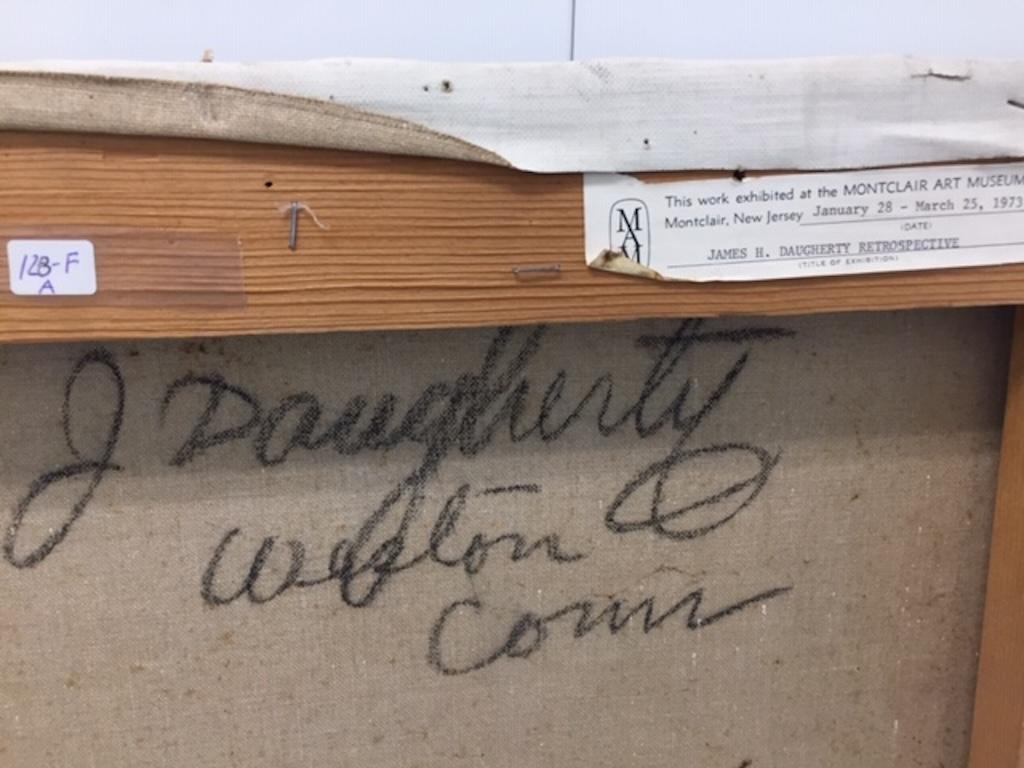 This work exhibited at the MONTCLAIR ART MUSEUM
Montclair, New Jersey January 28 - March 25, 1973
(DATE)
JAMES H. DAUGHERTY RETROSPECTIVE
(TITLE OF EXHIBITION)
MAM
12B-F
A
J Daugherty
Weston
Conn